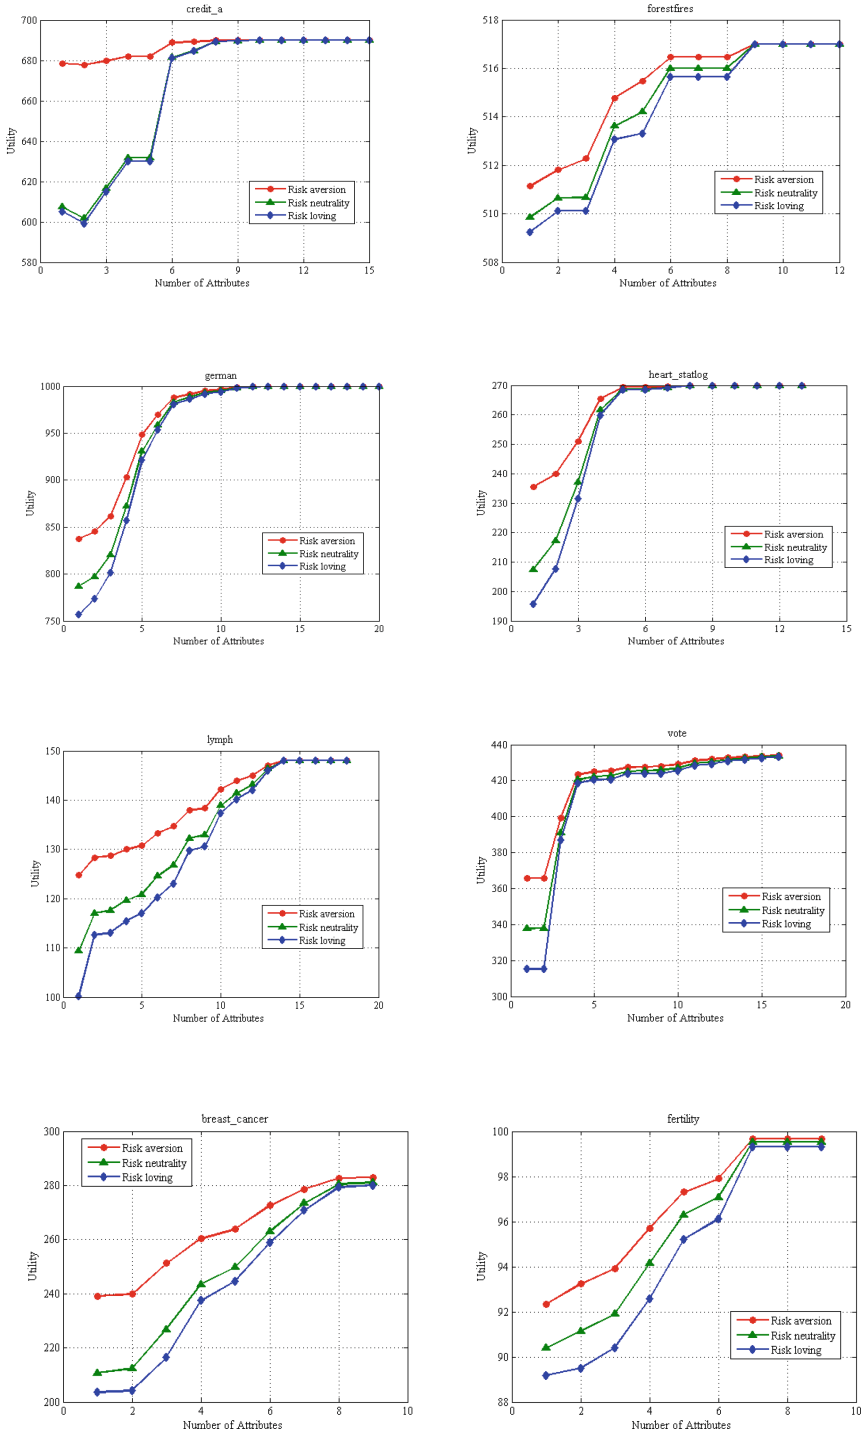 credit_a
700
680
660
640
620
600
580
Utility
Risk aversion
Risk neutrality
Risk loving
0 3 6 9 12 15
Number of Attributes
forestfires
518
516
514
512
510
508
Utility
Risk aversion
Risk neutrality
Risk loving
0 2 4 6 8 10 12
Number of Attributes
german
1000
950
900
850
800
750
Utility
Risk aversion
Risk neutrality
Risk loving
0 5 10 15 20
Number of Attributes
heart_statlog
270
260
250
240
230
220
210
200
190
Utility
Risk aversion
Risk neutrality
Risk loving
0 3 6 9 13 15
Number of Attributes
lymph
150
140
130
120
110
100
Utility
Risk aversion
Risk neutrality
Risk loving
0 5 10 15 20
Number of Attributes
vote
440
420
400
380
360
340
320
300
Utility
Risk aversion
Risk neutrality
Risk loving
5 10 15 20
Number of Attributes
breast_cancer
300
280
260
240
220
200
Utility
Risk aversion
Risk neutrality
Risk loving
0 2 4 6 8 10
Number of Attributes
fertility
100
98
96
94
92
90
88
Utility
Risk aversion
Risk neutrality
Risk loving
0 2 4 6 8 10
Number of Attributes